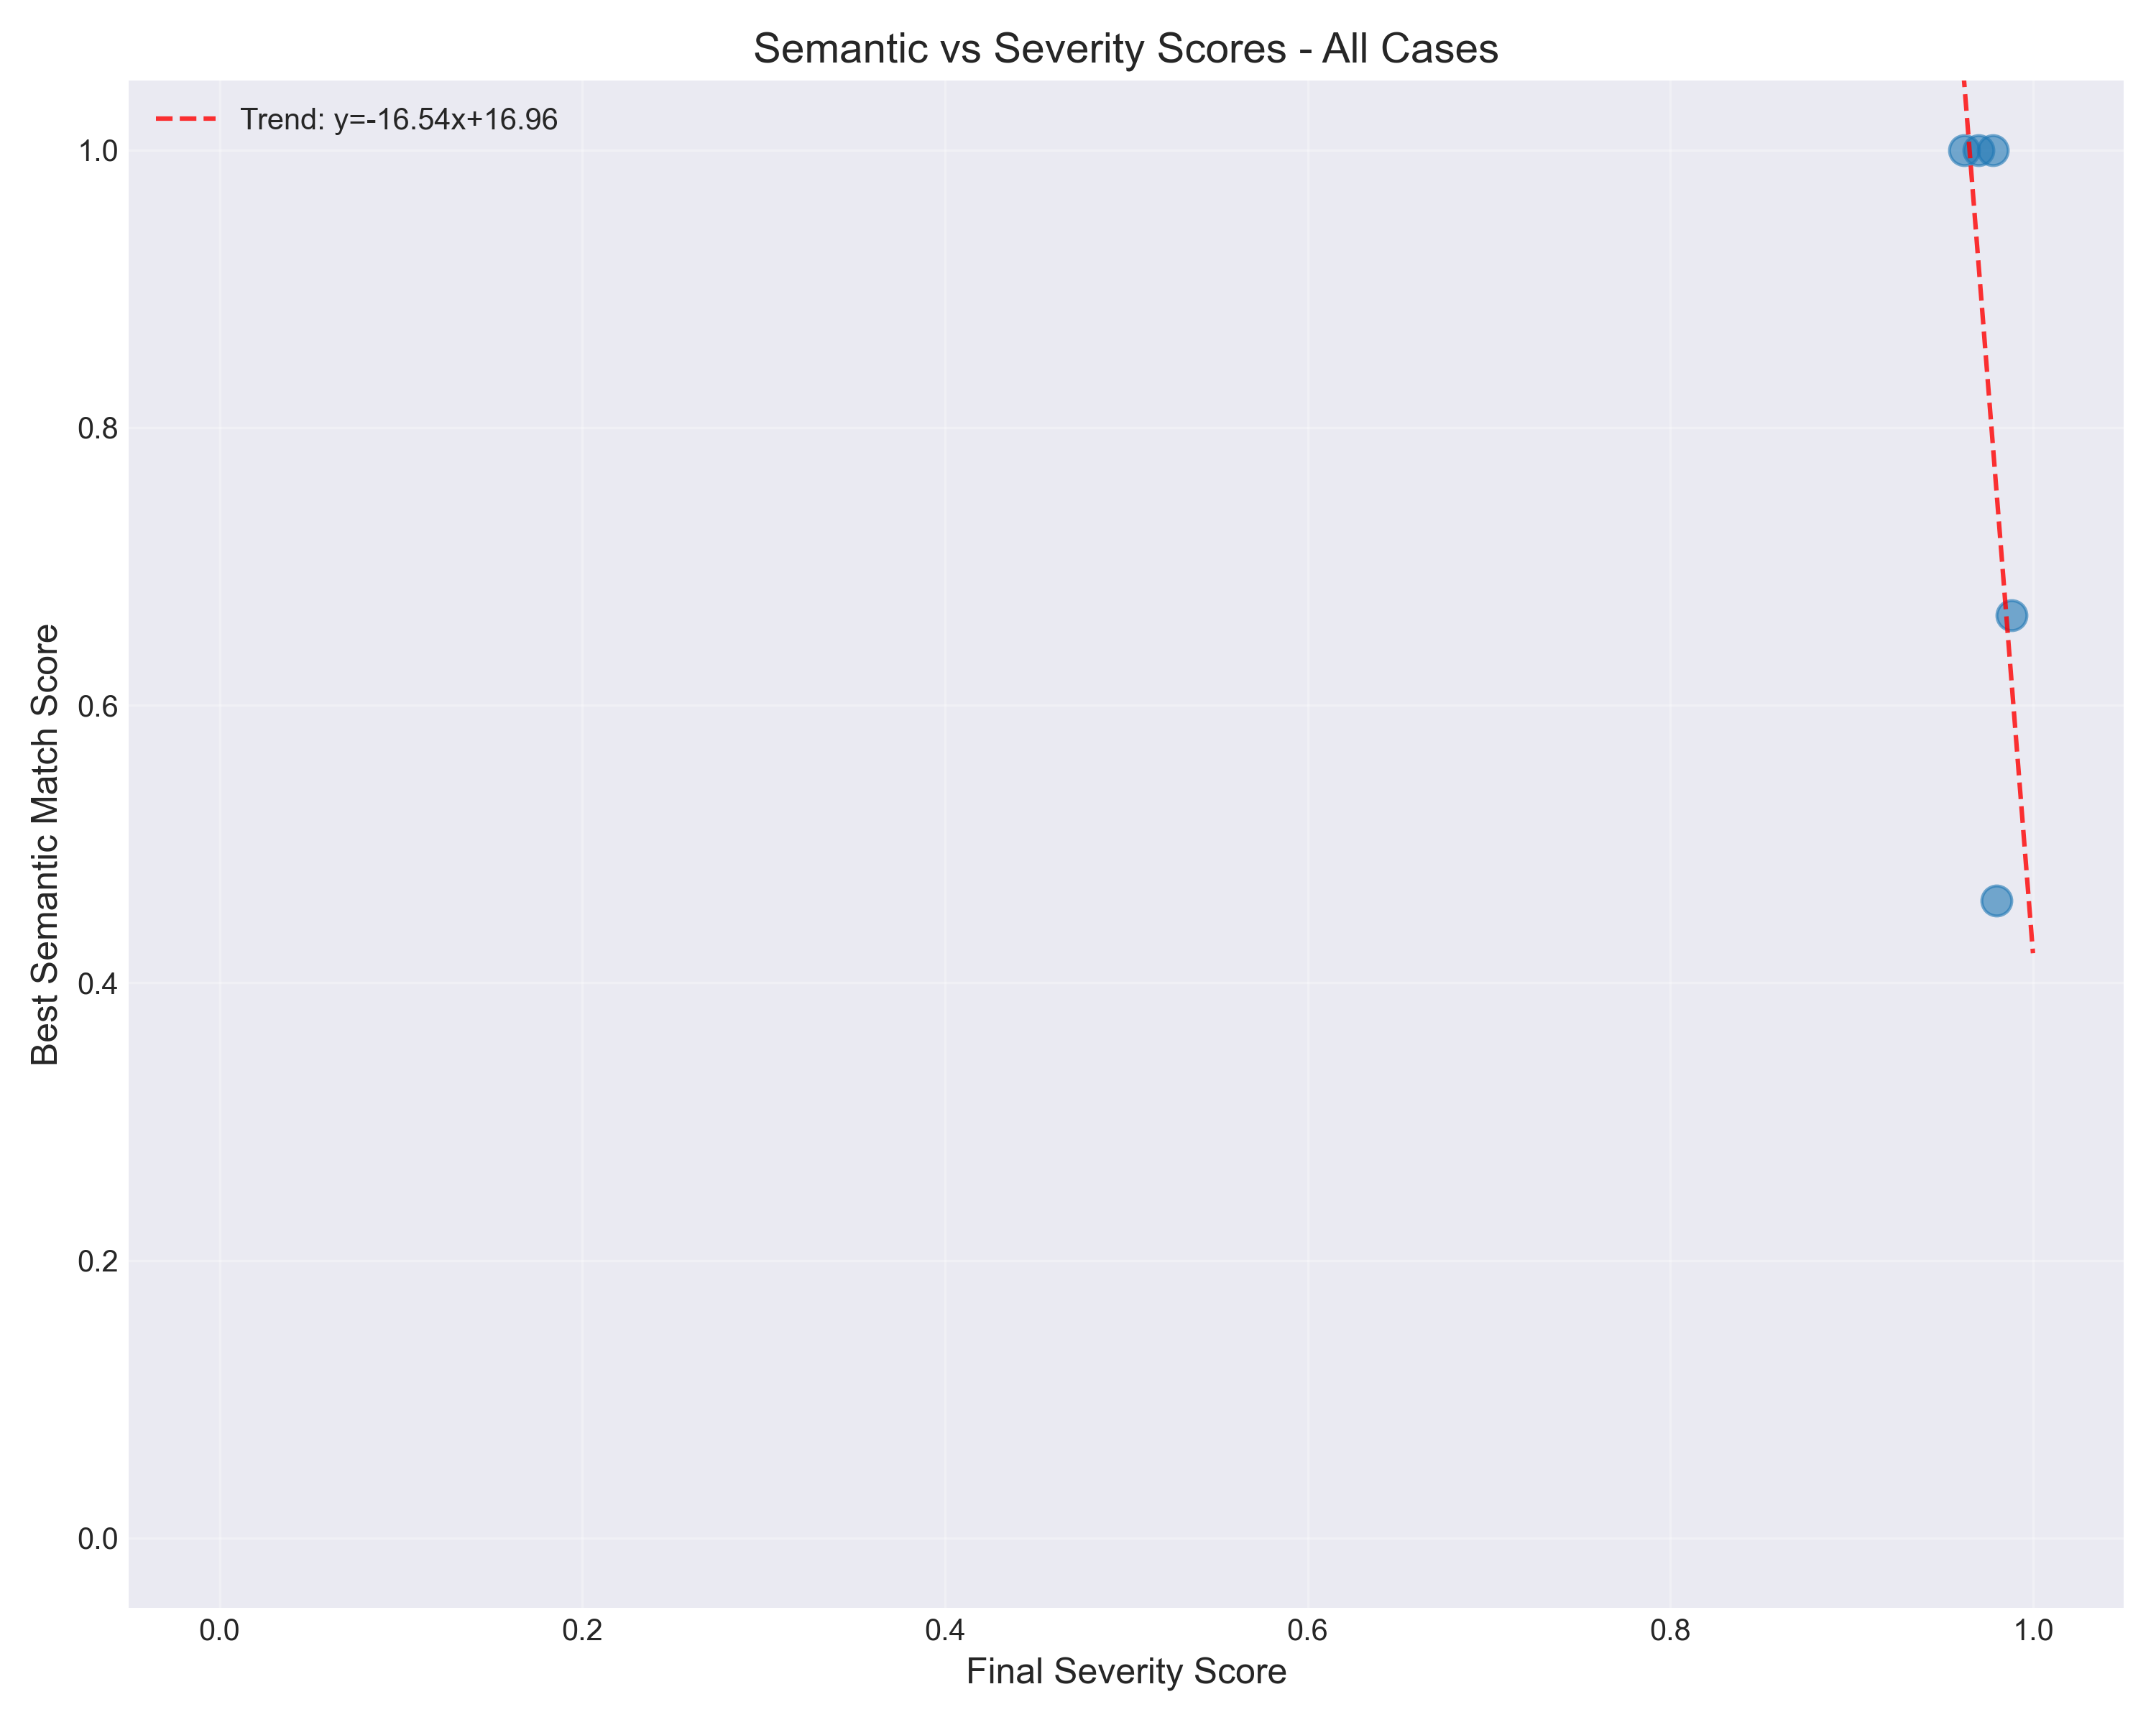 Semantic vs Severity Scores - All Cases
Trend: y=-16.54x+16.96
Best Semantic Match Score
1.0
0.8
0.6
0.4
0.2
0.0
0.0 0.2 0.4 0.6 0.8 1.0
Final Severity Score